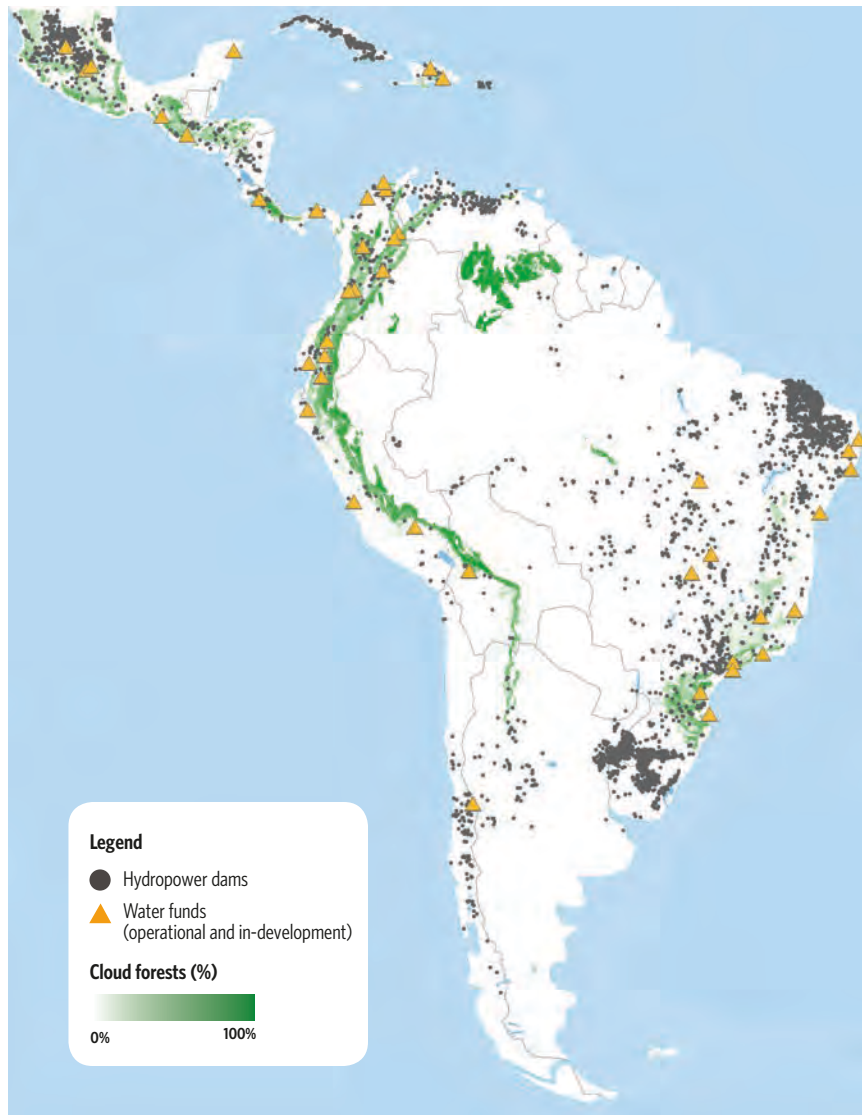 Legend
Hydropower dams
Water funds
(operational and in-development)
Cloud forests (%)
0%
100%